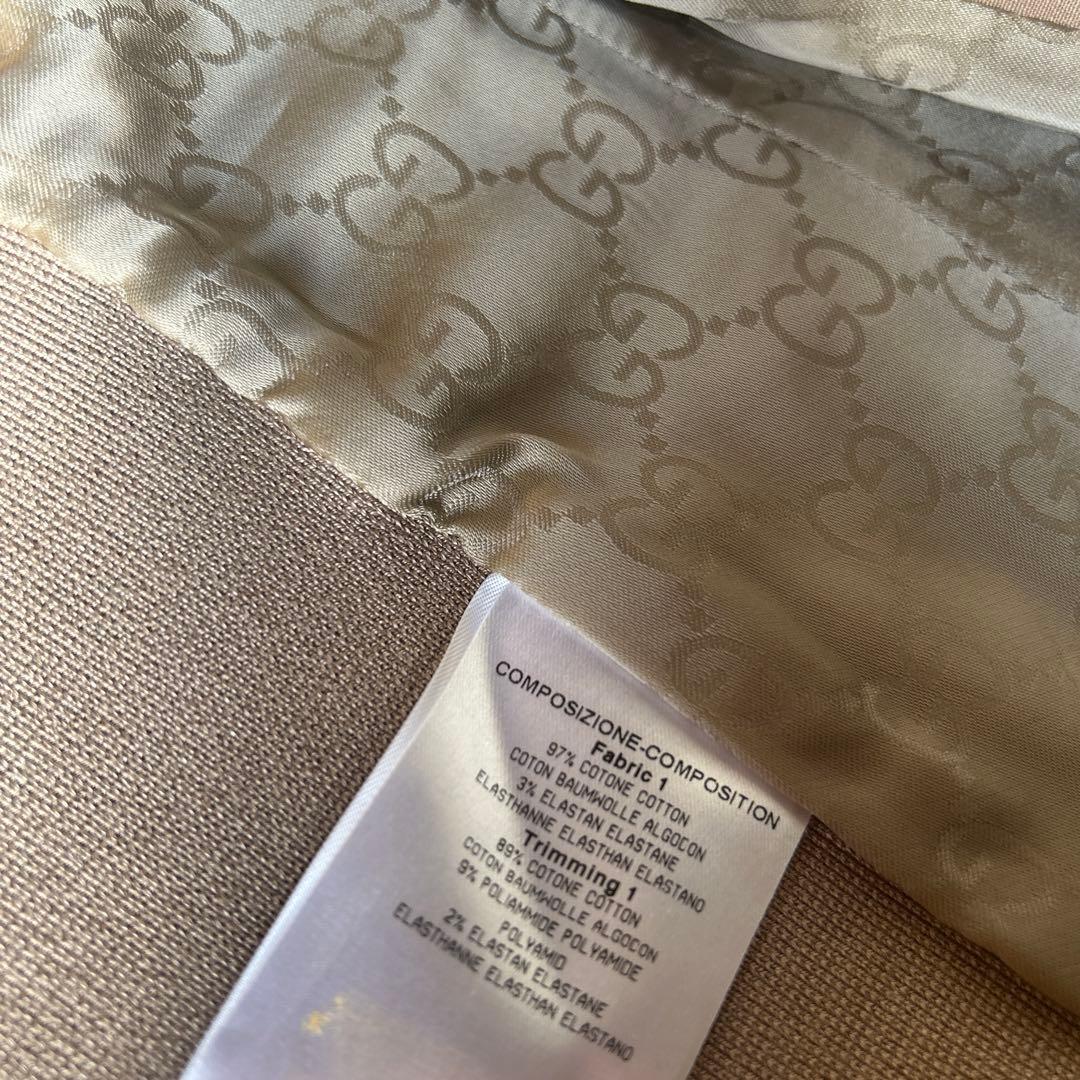 COMPOSIZIONE-COMPOSITION
Fabric 1
97% COTONE COTTON
COTON BAUMWOLLE ALGOCON
3% ELASTAN ELASTANE
ELASTHANNE ELASTHAN ELASTANO
Trimming 1
89% COTONE COTTON
COTON BAUMWOLLE ALGOCON
9% POLIAMMIDE POLYAMIDE
POLYAMID
2% ELASTAN ELASTANE
ELASTHANNE ELASTHAN ELASTANO